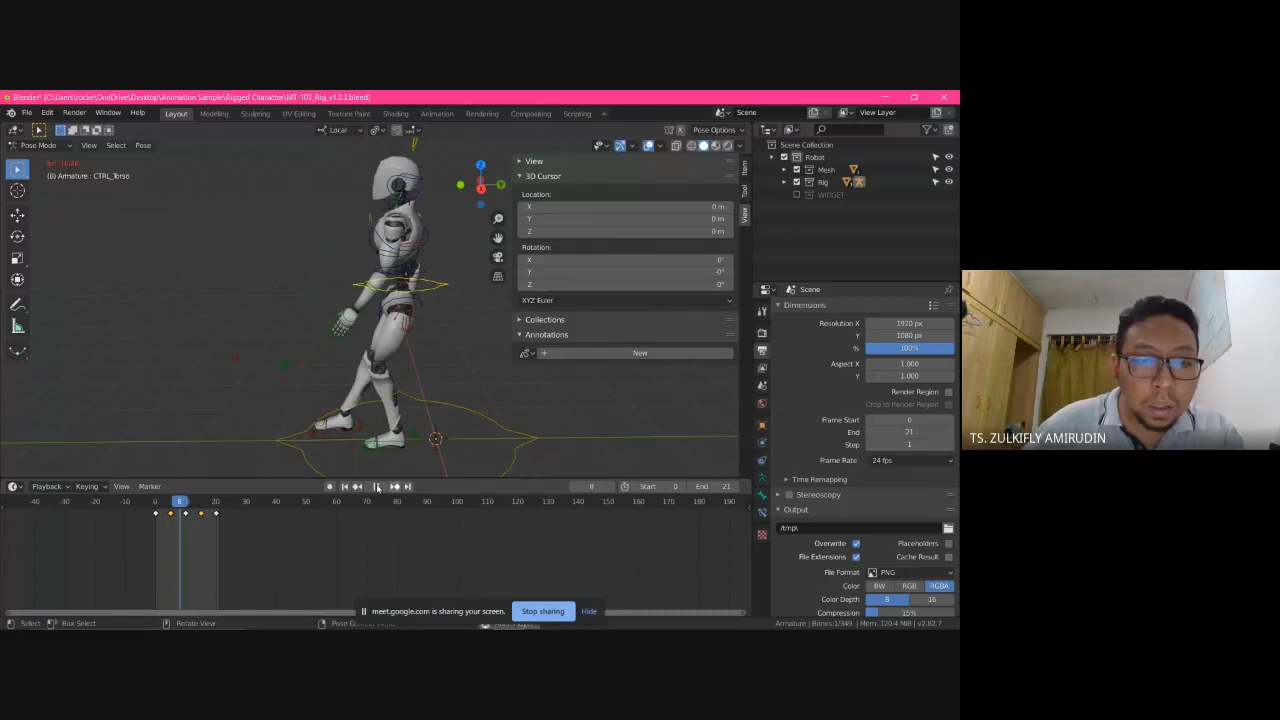 Blender* [C:\Users\rocke\OneDrive\Desktop\Animation Sample\Rigged Character\MT-103_Rig_v1.2.3.blend]
File Edit Render Window Help Layout Modeling Sculpting UV Editing Texture Paint Shading Animation Rendering Compositing Scripting + Scene View Layer
Local Pose Options
Pose Mode View Select Pose
(8) Armature : CTRL_Torso
View
3D Cursor
Location:
X 0 m
Y 0 m
Z 0 m
Rotation:
X 0°
Y -0°
Z 0°
XYZ Euler
Collections
Annotations
+ New
Item
Tool
View
Scene Collection
Robot
Mesh
Rig
WIDGET
Scene
Dimensions
Resolution X 1920 px
Y 1080 px
% 100%
Aspect X 1.000
Y 1.000
Render Region
Crop to Render Region
Frame Start 0
End 21
Step 1
Frame Rate 24 fps
Time Remapping
Stereoscopy
Output
/tmp\
Overwrite Placeholders
File Extensions Cache Result
File Format PNG
Color BW RGB RGBA
Color Depth 8 16
Compression 15%
Playback Keying View Marker 8 Start 0 End 21
-40 -30 -20 -10 0 8 20 30 40 50 60 70 80 90 100 110 120 130 140 150 160 170 180 190
meet.google.com is sharing your screen. Stop sharing Hide
Select Box Select Rotate View
Armature | Bones:1/349 | Mem: 120.4 MiB | v2.82.7
TS. ZULKIFLY AMIRUDIN